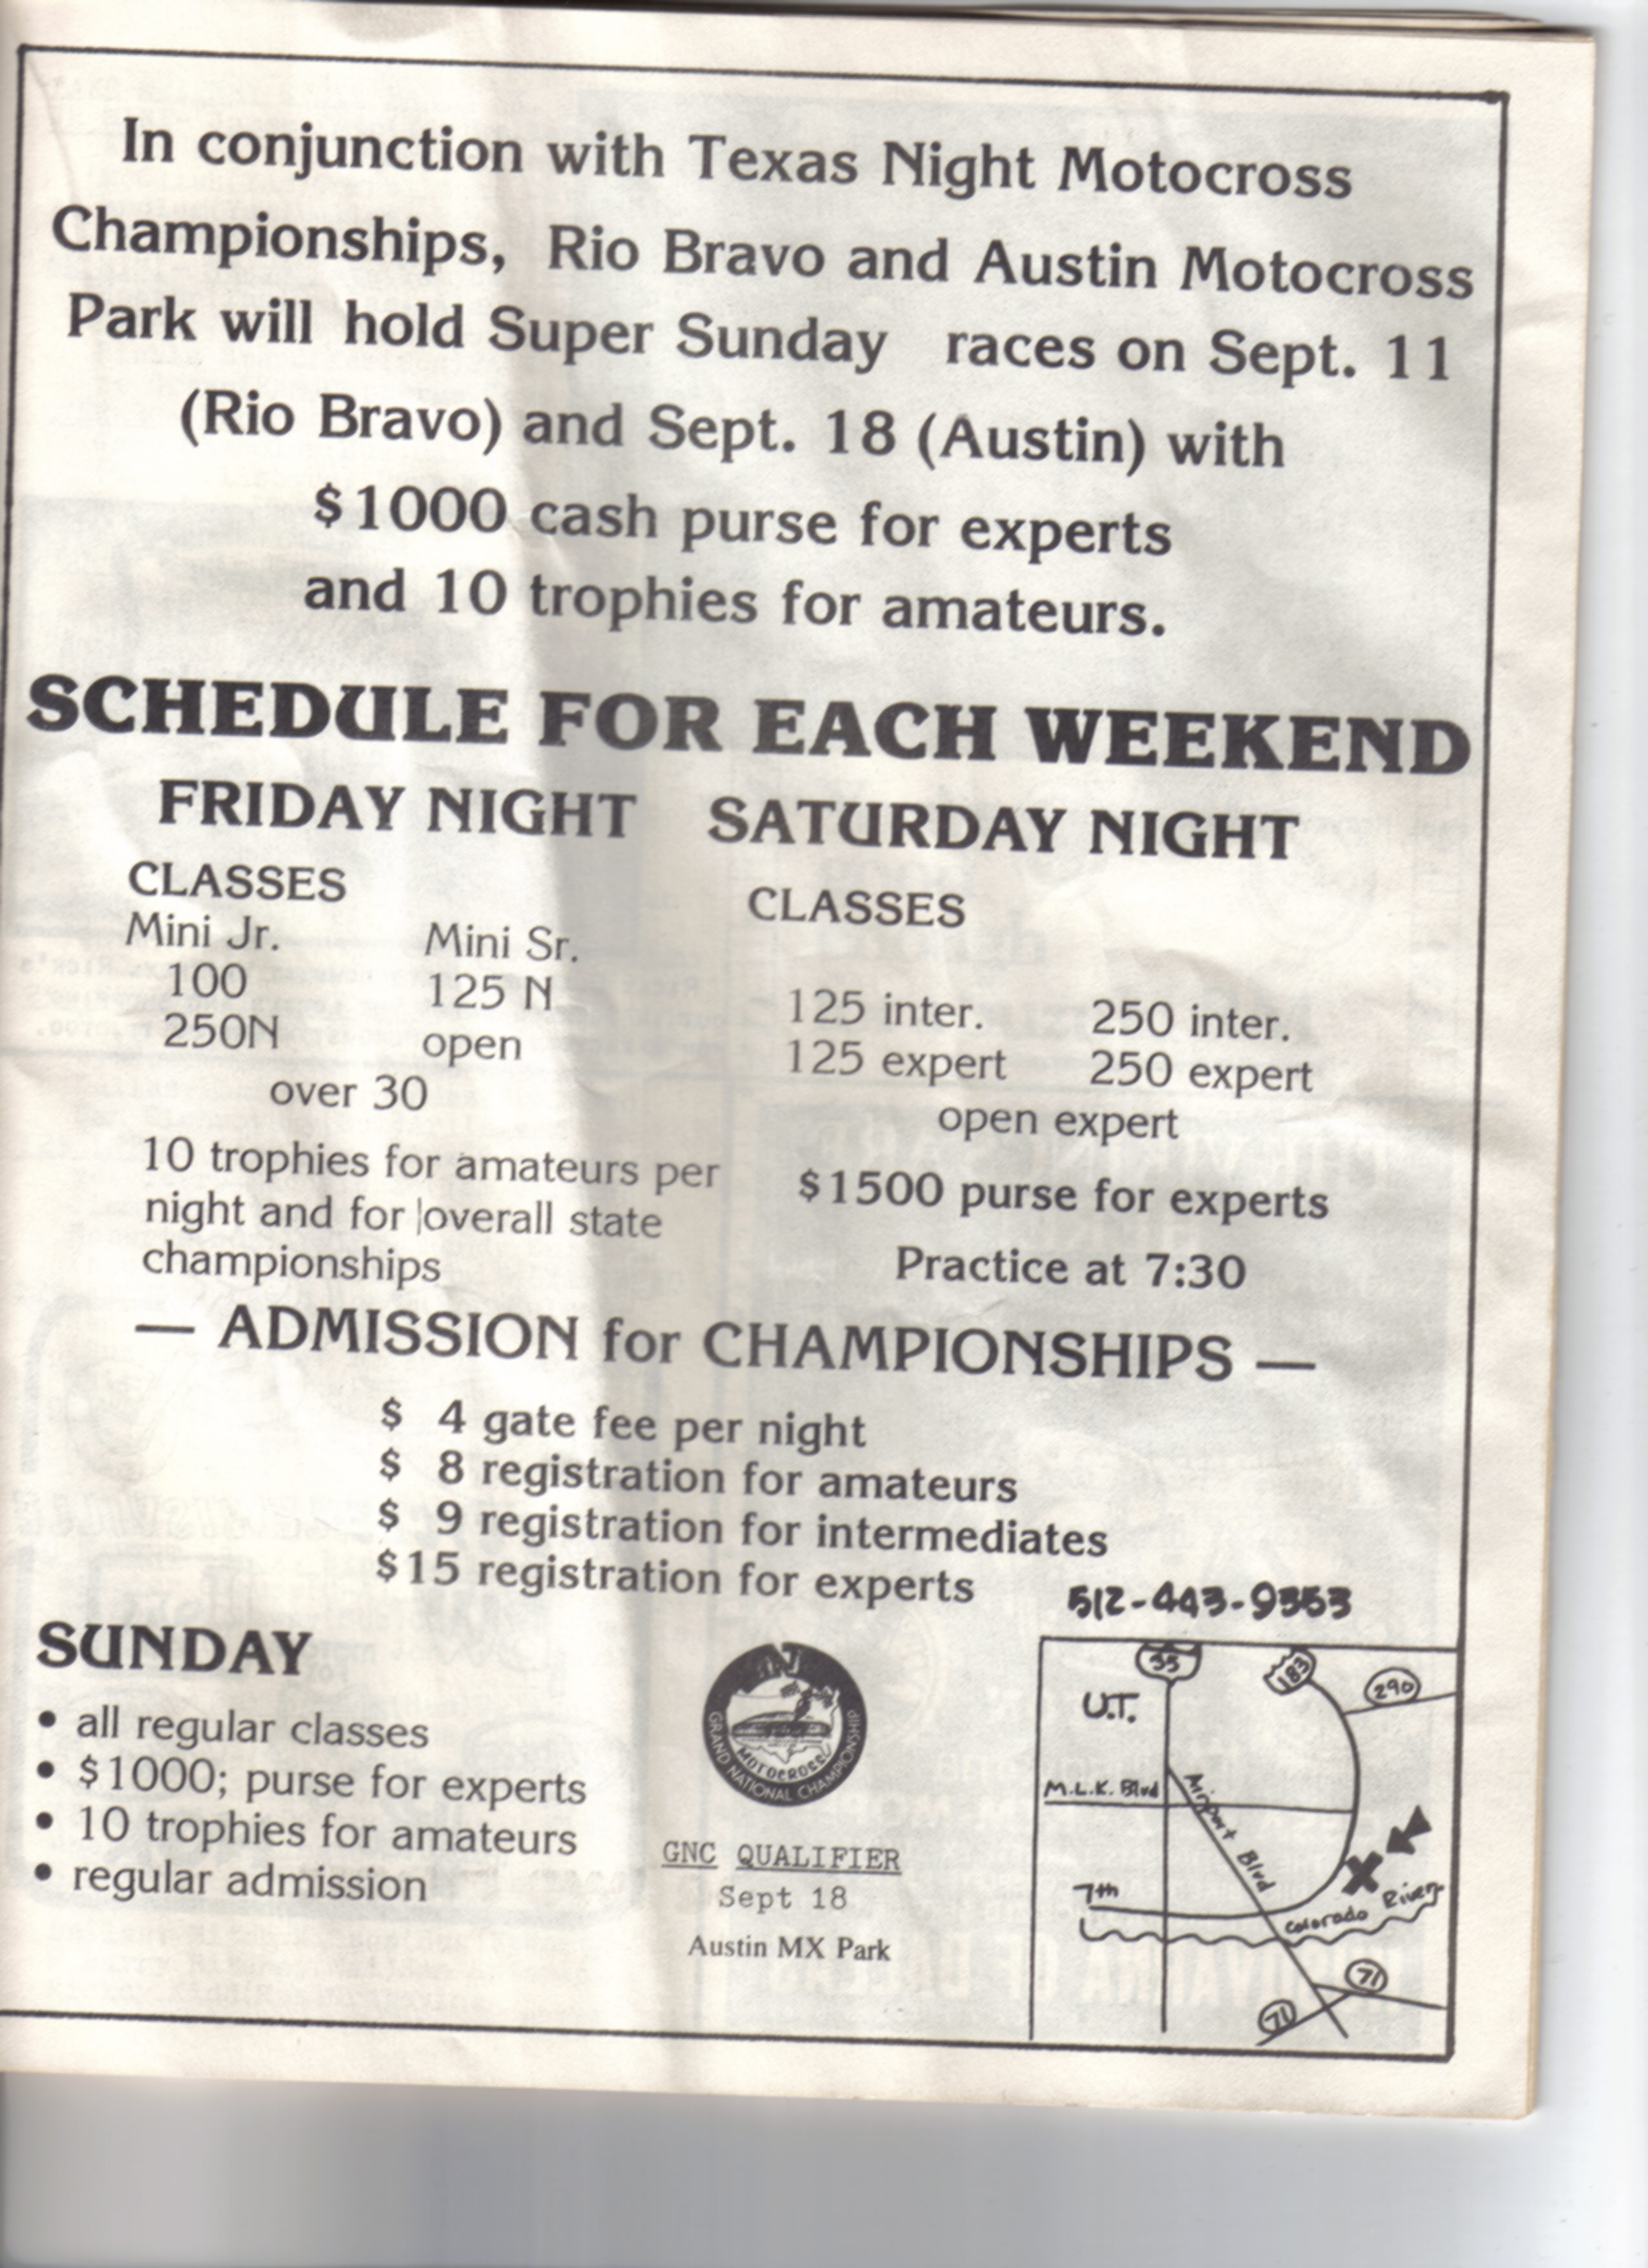 In conjunction with Texas Night Motocross
Championships, Rio Bravo and Austin Motocross
Park will hold Super Sunday races on Sept. 11
(Rio Bravo) and Sept. 18 (Austin) with
$1000 cash purse for experts
and 10 trophies for amateurs.
SCHEDULE FOR EACH WEEKEND
FRIDAY NIGHT
CLASSES
Mini Jr. Mini Sr.
100 125 N
250N open
over 30
10 trophies for amateurs per
night and for overall state
championships
SATURDAY NIGHT
CLASSES
125 inter. 250 inter.
125 expert 250 expert
open expert
$1500 purse for experts
Practice at 7:30
— ADMISSION for CHAMPIONSHIPS —
$ 4 gate fee per night
$ 8 registration for amateurs
$ 9 registration for intermediates
$15 registration for experts
SUNDAY
• all regular classes
• $1000; purse for experts
• 10 trophies for amateurs
• regular admission
MOTOCROSS
GRAND NATIONAL CHAMPIONSHIP
GNC QUALIFIER
Sept 18
Austin MX Park
512-443-9353
35
183
290
U.T.
M.L.K. Blvd
Airport Blvd
7th
Colorado River
71
71